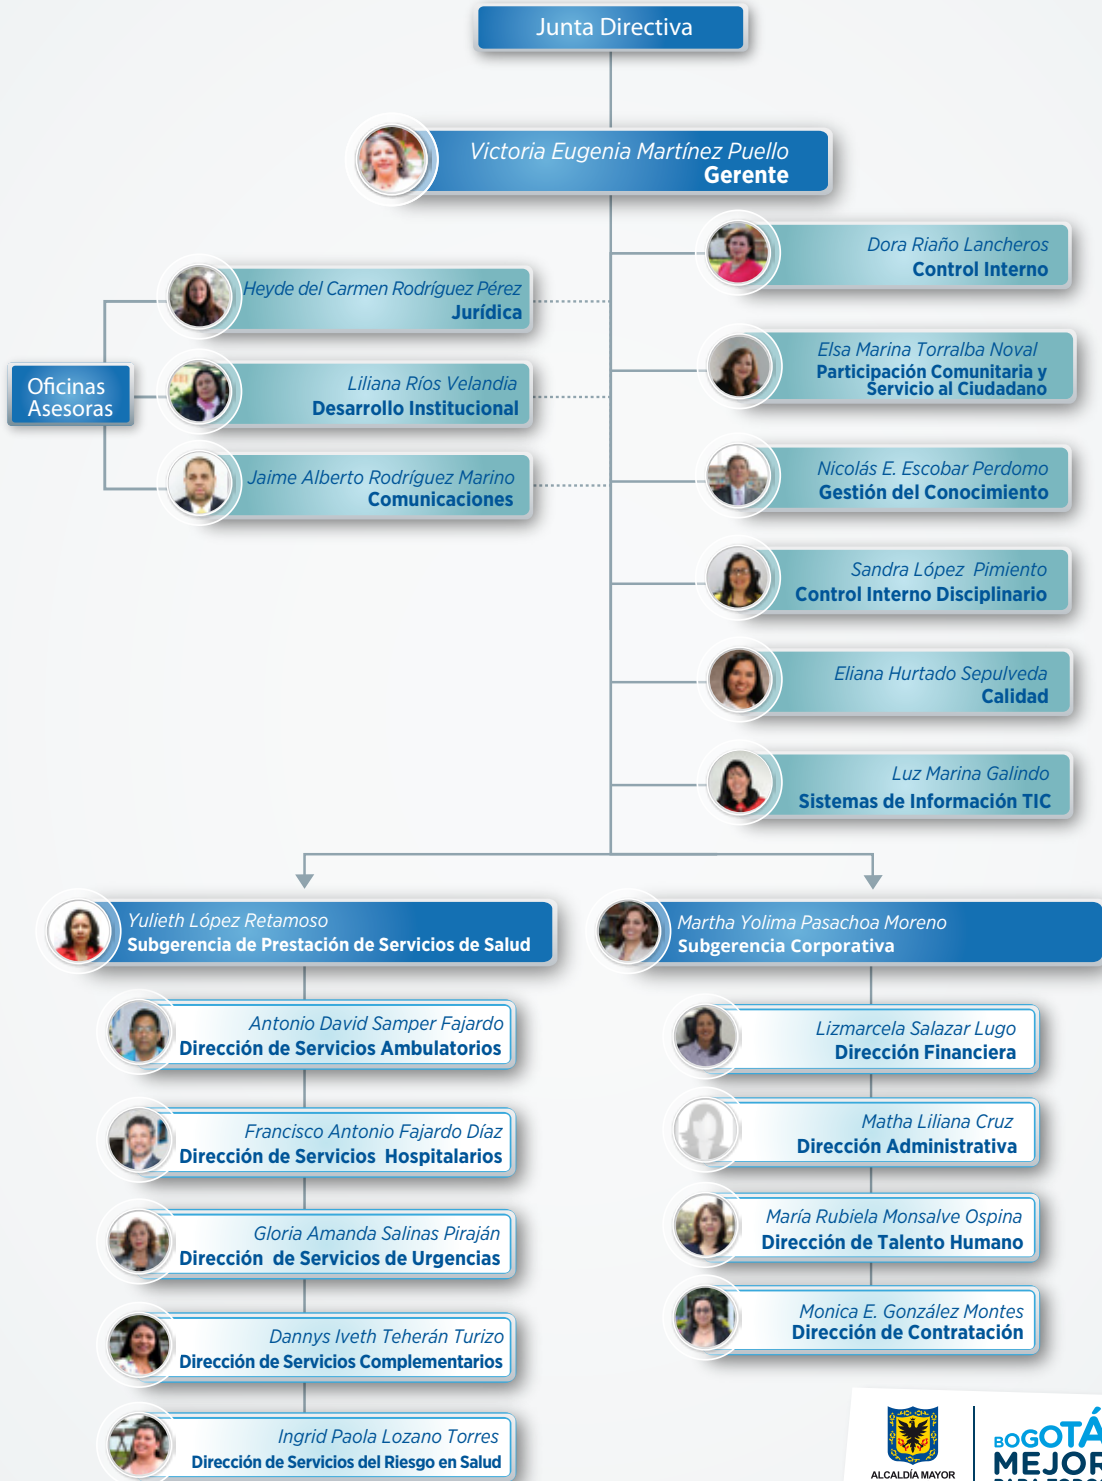 Junta Directiva
Victoria Eugenia Martínez Puello
Gerente
Dora Riaño Lancheros
Control Interno
Heyde del Carmen Rodríguez Pérez
Jurídica
Elsa Marina Torralba Noval
Participación Comunitaria y
Servicio al Ciudadano
Oficinas
Asesoras
Liliana Ríos Velandia
Desarrollo Institucional
Jaime Alberto Rodríguez Marino
Comunicaciones
Nicolás E. Escobar Perdomo
Gestión del Conocimiento
Sandra López Pimiento
Control Interno Disciplinario
Eliana Hurtado Sepulveda
Calidad
Luz Marina Galindo
Sistemas de Información TIC
Yulieth López Retamoso
Subgerencia de Prestación de Servicios de Salud
Martha Yolima Pasachoa Moreno
Subgerencia Corporativa
Antonio David Samper Fajardo
Dirección de Servicios Ambulatorios
Francisco Antonio Fajardo Díaz
Dirección de Servicios Hospitalarios
Gloria Amanda Salinas Piraján
Dirección de Servicios de Urgencias
Dannys Iveth Teherán Turizo
Dirección de Servicios Complementarios
Ingrid Paola Lozano Torres
Dirección de Servicios del Riesgo en Salud
Lizmarcela Salazar Lugo
Dirección Financiera
Matha Liliana Cruz
Dirección Administrativa
María Rubiela Monsalve Ospina
Dirección de Talento Humano
Monica E. González Montes
Dirección de Contratación
ALCALDÍA MAYOR
BOGOTÁ
MEJOR
PARA TODO